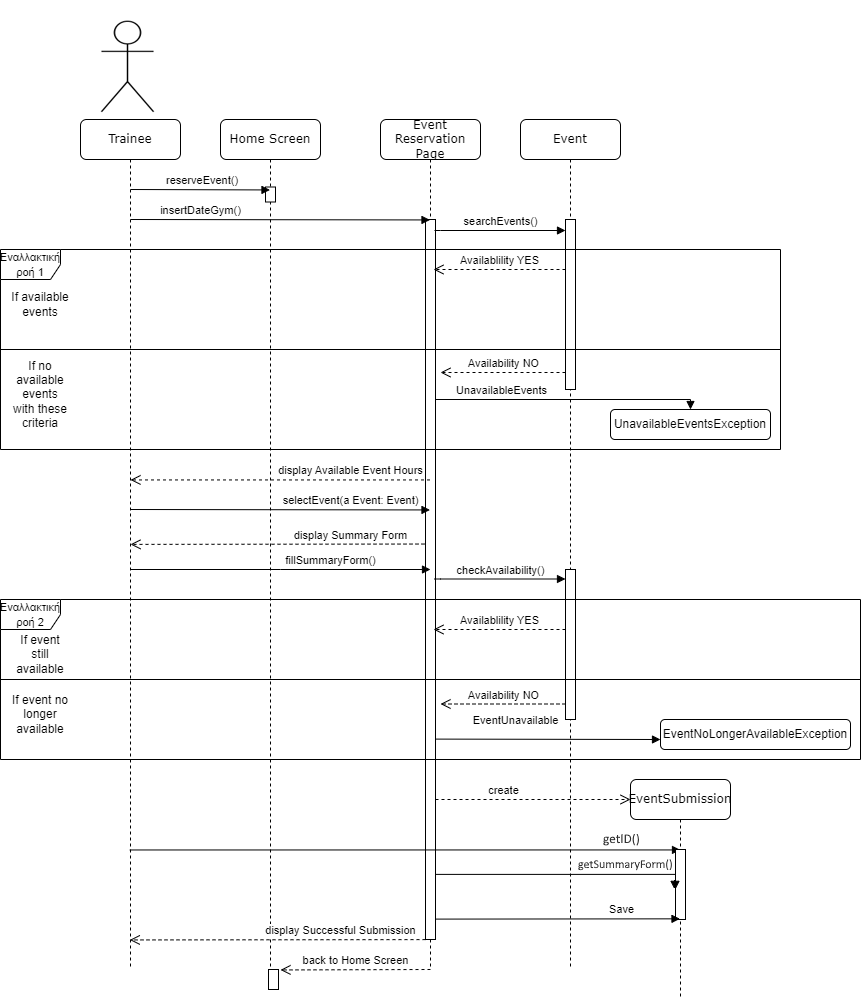 Trainee
Home Screen
Event
Reservation
Page
Event
reserveEvent()
insertDateGym()
searchEvents()
Εναλλακτική
ροή 1
Availablility YES
If available
events
If no
available
events
with these
criteria
Availability NO
UnavailableEvents
UnavailableEventsException
display Available Event Hours
selectEvent(a Event: Event)
display Summary Form
fillSummaryForm()
checkAvailability()
Εναλλακτική
ροή 2
Availablility YES
If event
still
available
Availability NO
If event no
longer
available
EventUnavailable
EventNoLongerAvailableException
create
EventSubmission
getID()
getSummaryForm()
Save
display Successful Submission
back to Home Screen